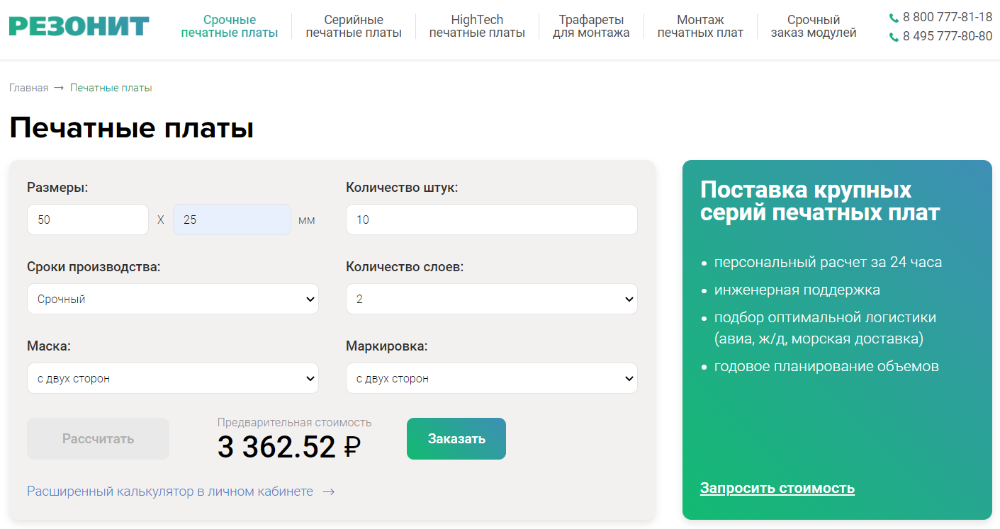 РЕЗОНИТ
Срочные
печатные платы
Серийные
печатные платы
HighTech
печатные платы
Трафареты
для монтажа
Монтаж
печатных плат
Срочный
заказ модулей
8 800 777-81-18
8 495 777-80-80
Главная → Печатные платы
Печатные платы
Размеры:
50 X 25 мм
Количество штук:
10
Сроки производства:
Срочный
Количество слоев:
2
Маска:
с двух сторон
Маркировка:
с двух сторон
Рассчитать
Предварительная стоимость
3 362.52 ₽
Заказать
Расширенный калькулятор в личном кабинете →
Поставка крупных
серий печатных плат
• персональный расчет за 24 часа
• инженерная поддержка
• подбор оптимальной логистики
(авиа, ж/д, морская доставка)
• годовое планирование объемов
Запросить стоимость